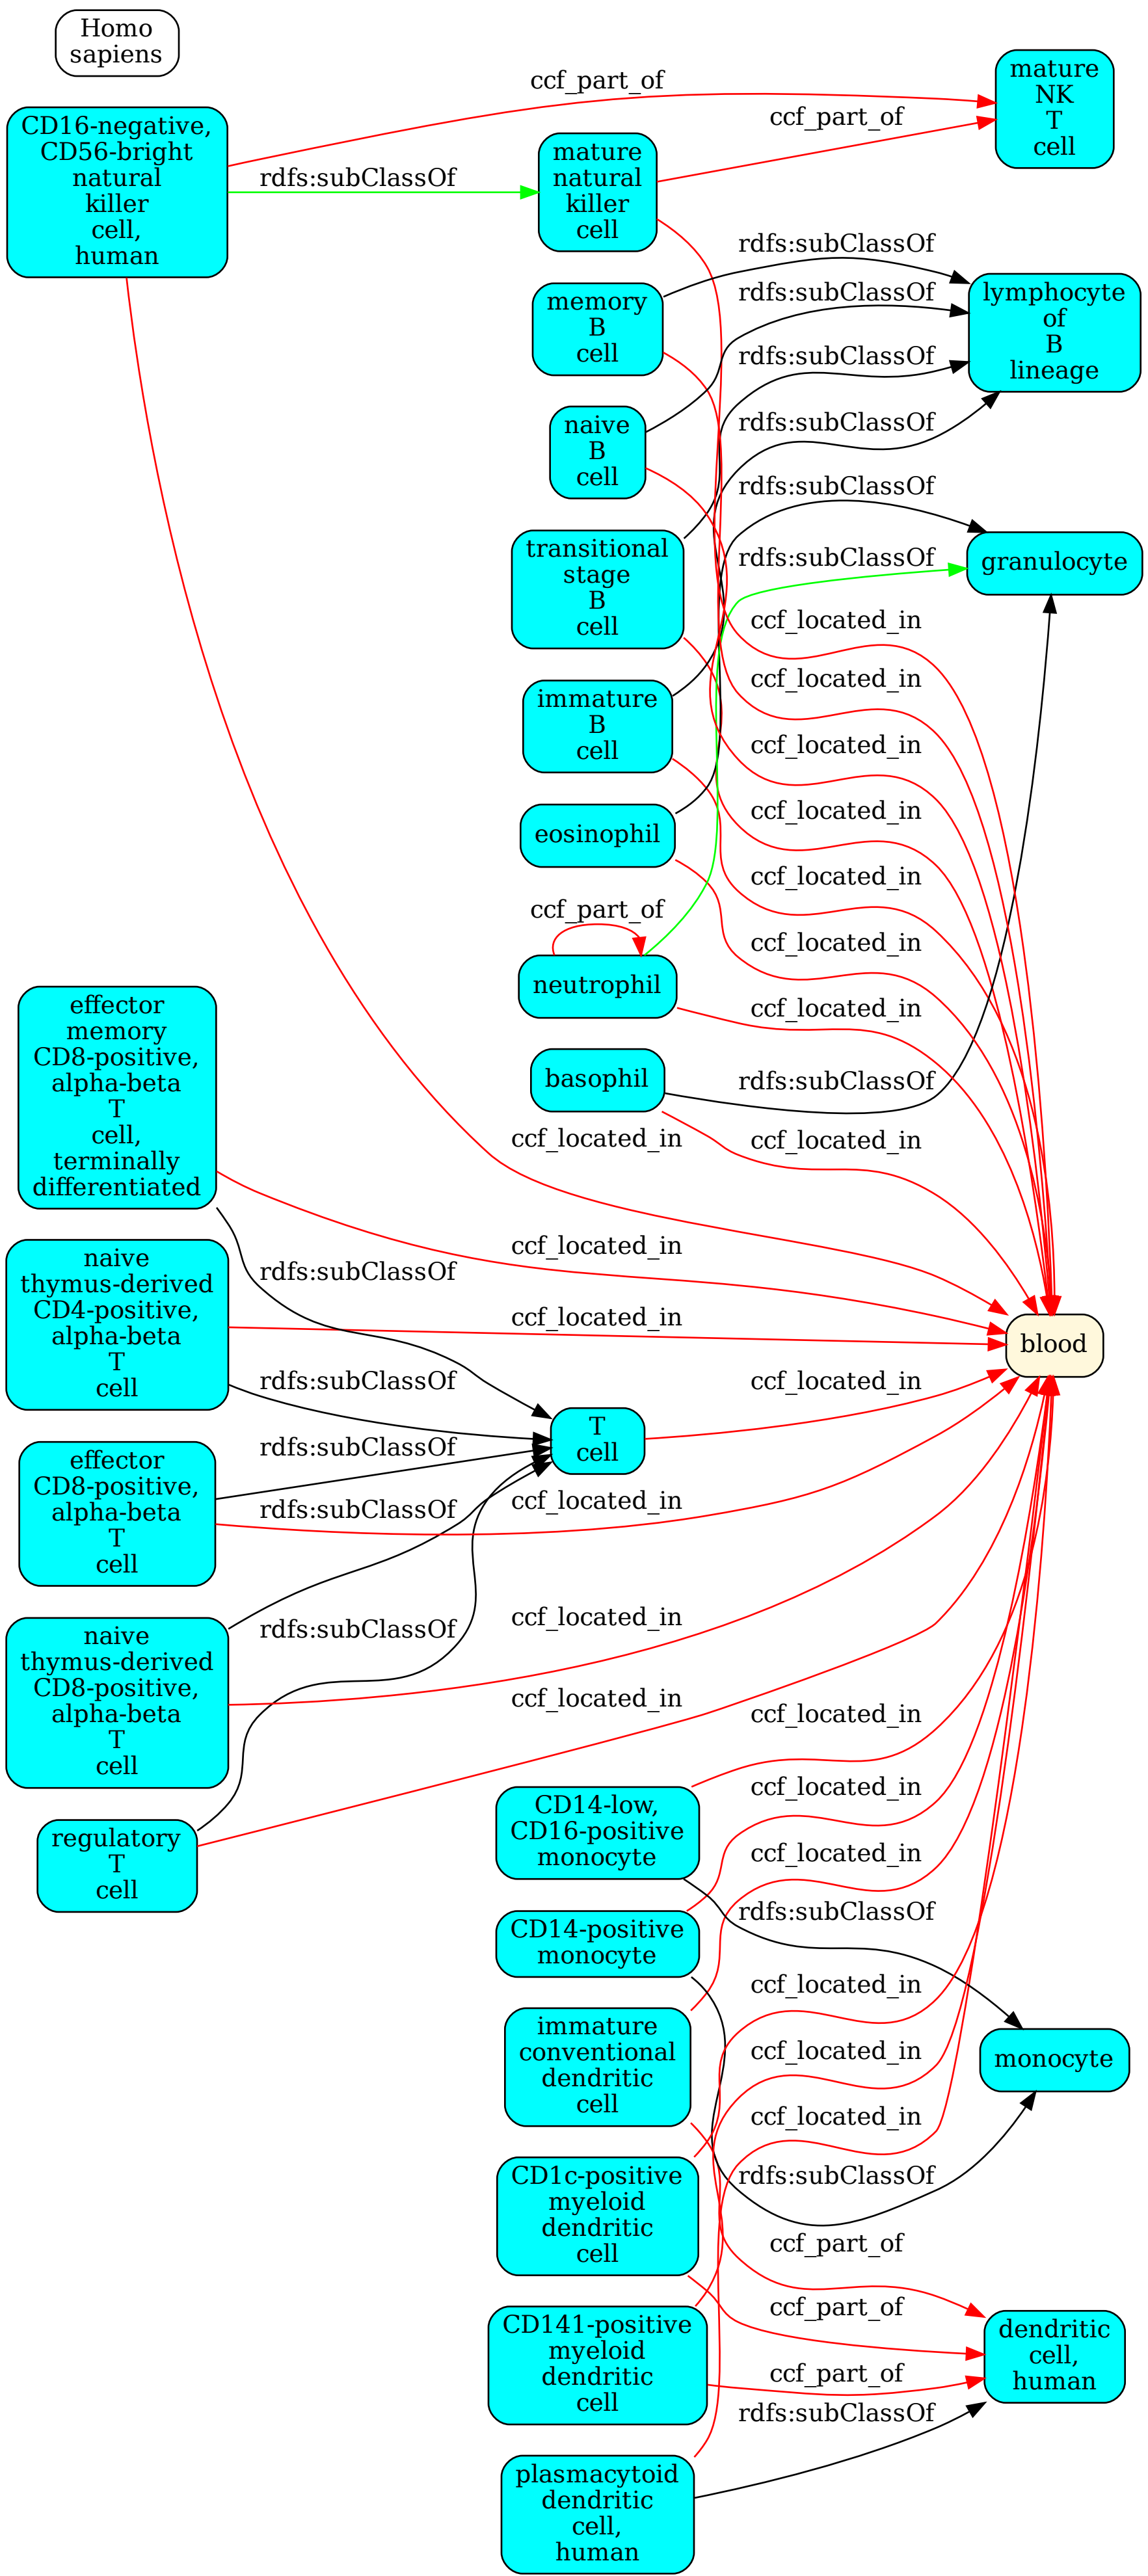 Homo
sapiens
CD16-negative,
CD56-bright
natural
killer
cell,
human
ccf_part_of
ccf_part_of
rdfs:subClassOf
mature
natural
killer
cell
mature
NK
T
cell
memory
B
cell
rdfs:subClassOf
rdfs:subClassOf
rdfs:subClassOf
rdfs:subClassOf
lymphocyte
of
B
lineage
naive
B
cell
rdfs:subClassOf
rdfs:subClassOf
granulocyte
transitional
stage
B
cell
ccf_located_in
ccf_located_in
ccf_located_in
ccf_located_in
ccf_located_in
ccf_located_in
ccf_located_in
immature
B
cell
eosinophil
ccf_part_of
neutrophil
basophil
rdfs:subClassOf
ccf_located_in
ccf_located_in
effector
memory
CD8-positive,
alpha-beta
T
cell,
terminally
differentiated
ccf_located_in
rdfs:subClassOf
naive
thymus-derived
CD4-positive,
alpha-beta
T
cell
ccf_located_in
rdfs:subClassOf
blood
ccf_located_in
T
cell
effector
CD8-positive,
alpha-beta
T
cell
rdfs:subClassOf
rdfs:subClassOf
ccf_located_in
naive
thymus-derived
CD8-positive,
alpha-beta
T
cell
rdfs:subClassOf
ccf_located_in
ccf_located_in
regulatory
T
cell
ccf_located_in
CD14-low,
CD16-positive
monocyte
ccf_located_in
ccf_located_in
rdfs:subClassOf
CD14-positive
monocyte
ccf_located_in
immature
conventional
dendritic
cell
ccf_located_in
monocyte
ccf_located_in
rdfs:subClassOf
CD1c-positive
myeloid
dendritic
cell
ccf_part_of
ccf_part_of
CD141-positive
myeloid
dendritic
cell
ccf_part_of
rdfs:subClassOf
dendritic
cell,
human
plasmacytoid
dendritic
cell,
human